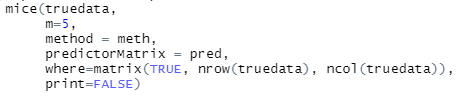 mice(truedata,
     m=5,
     method = meth,
     predictorMatrix = pred,
     where=matrix(TRUE, nrow(truedata), ncol(truedata)),
     print=FALSE)